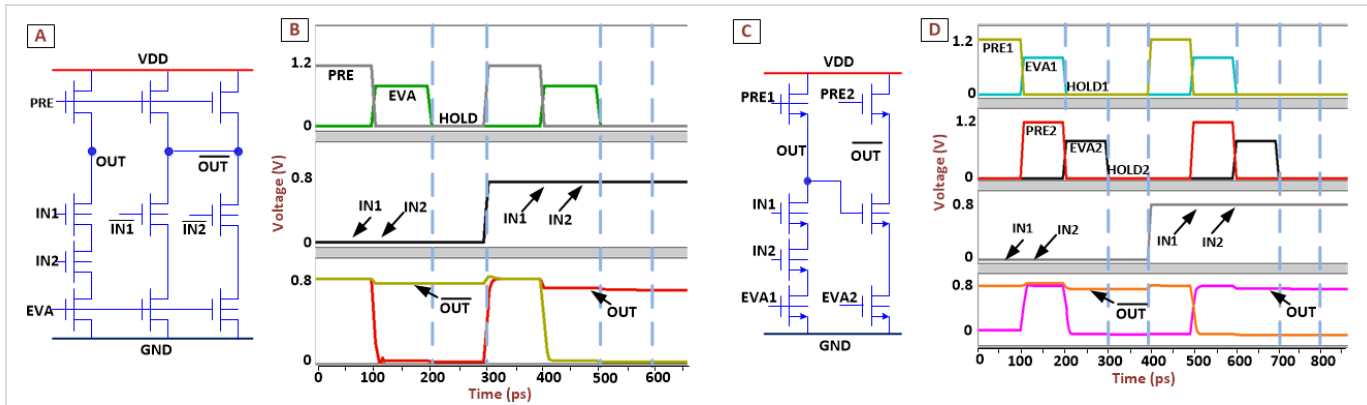 A
VDD
PRE
OUT
OUT
IN1
IN1
IN2
IN2
EVA
GND
B
1.2
PRE
EVA
HOLD
0
Voltage (V)
0.8
IN1
IN2
IN1
IN2
0
0.8
OUT
OUT
0
0 100 200 300 400 500 600
Time (ps)
C
VDD
PRE1
PRE2
OUT
OUT
IN1
IN2
EVA1
EVA2
GND
D
1.2
PRE1
EVA1
HOLD1
0
1.2
PRE2
EVA2
HOLD2
0
Voltage (V)
0.8
IN1
IN2
IN1
IN2
0
0.8
OUT
OUT
0
0 100 200 300 400 500 600 700 800
Time (ps)